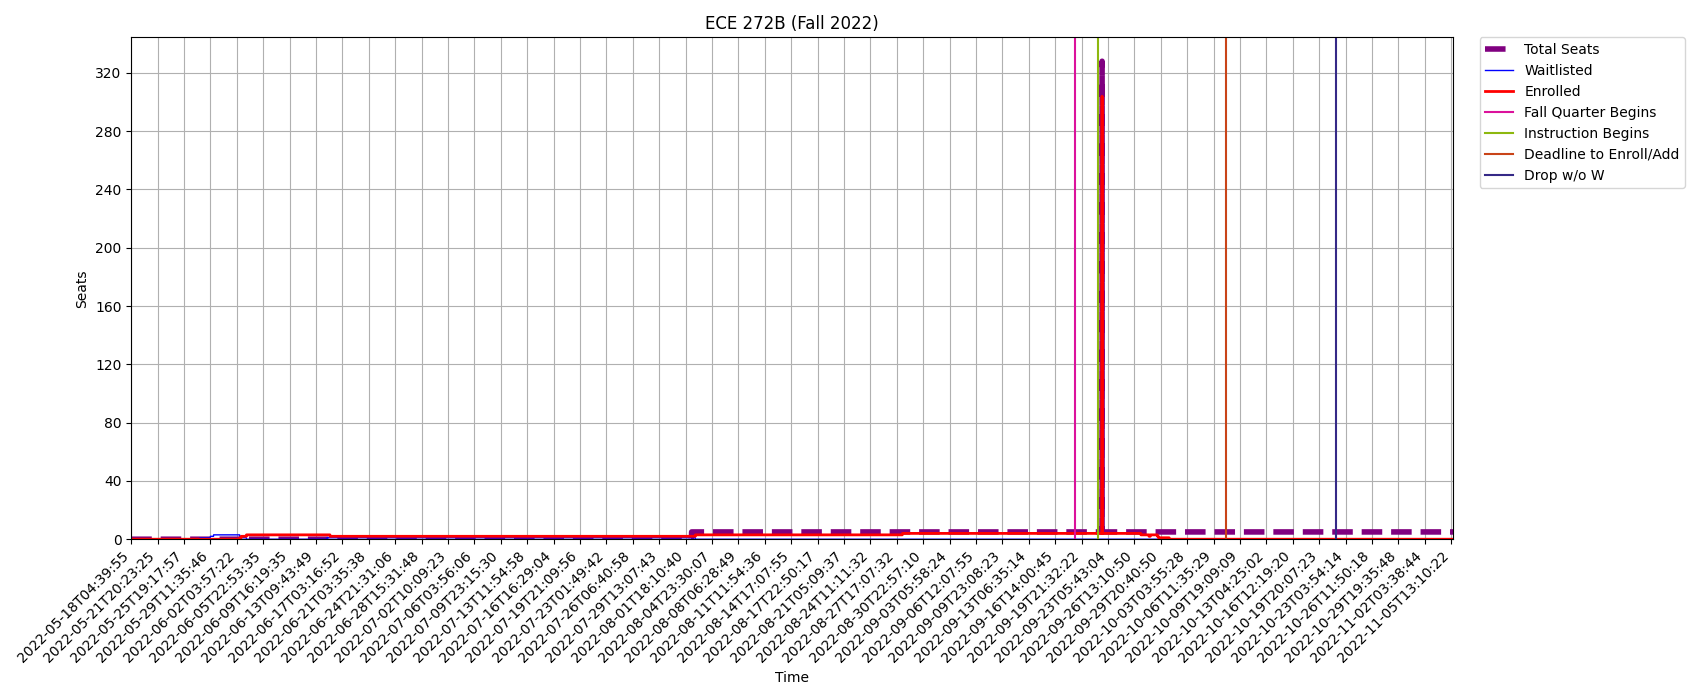 ECE 272B (Fall 2022)
Total Seats
Waitlisted
Enrolled
Fall Quarter Begins
Instruction Begins
Deadline to Enroll/Add
Drop w/o W
Seats
320
280
240
200
160
120
80
40
0
2022-05-18T04:39:55
2022-05-21T20:23:25
2022-05-25T19:17:57
2022-05-29T11:35:46
2022-06-02T03:57:22
2022-06-05T22:53:35
2022-06-09T16:19:35
2022-06-13T09:43:49
2022-06-17T03:16:52
2022-06-21T03:35:38
2022-06-24T21:31:06
2022-06-28T15:31:48
2022-07-02T10:09:23
2022-07-06T03:56:06
2022-07-09T23:15:30
2022-07-13T11:54:58
2022-07-16T16:29:04
2022-07-19T21:09:56
2022-07-23T01:49:42
2022-07-26T06:40:58
2022-07-29T13:07:43
2022-08-01T18:10:40
2022-08-04T23:30:07
2022-08-08T06:28:49
2022-08-11T11:54:36
2022-08-14T17:07:55
2022-08-17T22:50:17
2022-08-21T05:09:37
2022-08-24T11:11:32
2022-08-27T17:07:32
2022-08-30T22:57:10
2022-09-03T05:58:24
2022-09-06T12:07:55
2022-09-09T23:08:23
2022-09-13T06:35:14
2022-09-16T14:00:45
2022-09-19T21:32:22
2022-09-23T05:43:04
2022-09-26T13:10:50
2022-09-29T20:40:50
2022-10-03T03:55:28
2022-10-06T11:35:29
2022-10-09T19:09:09
2022-10-13T04:25:02
2022-10-16T12:19:20
2022-10-19T20:07:23
2022-10-23T03:54:14
2022-10-26T11:50:18
2022-10-29T19:35:48
2022-11-02T03:38:44
2022-11-05T13:10:22
Time